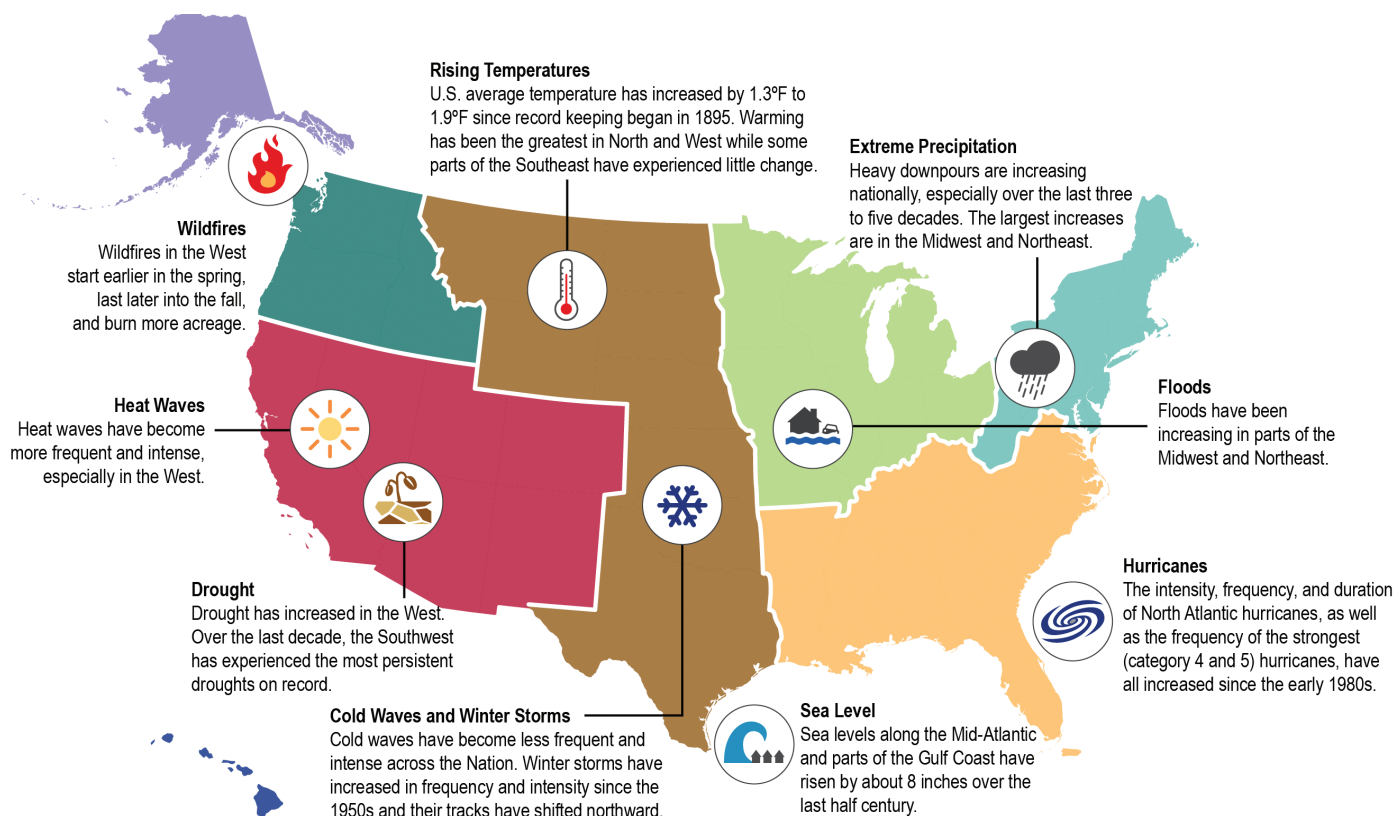 Rising Temperatures
U.S. average temperature has increased by 1.3ºF to
1.9ºF since record keeping began in 1895. Warming
has been the greatest in North and West while some
parts of the Southeast have experienced little change.
Extreme Precipitation
Heavy downpours are increasing
nationally, especially over the last three
to five decades. The largest increases
are in the Midwest and Northeast.
Wildfires
Wildfires in the West
start earlier in the spring,
last later into the fall,
and burn more acreage.
Heat Waves
Heat waves have become
more frequent and intense,
especially in the West.
Floods
Floods have been
increasing in parts of the
Midwest and Northeast.
Drought
Drought has increased in the West.
Over the last decade, the Southwest
has experienced the most persistent
droughts on record.
Hurricanes
The intensity, frequency, and duration
of North Atlantic hurricanes, as well
as the frequency of the strongest
(category 4 and 5) hurricanes, have
all increased since the early 1980s.
Cold Waves and Winter Storms
Cold waves have become less frequent and
intense across the Nation. Winter storms have
increased in frequency and intensity since the
1950s and their tracks have shifted northward.
Sea Level
Sea levels along the Mid-Atlantic
and parts of the Gulf Coast have
risen by about 8 inches over the
last half century.